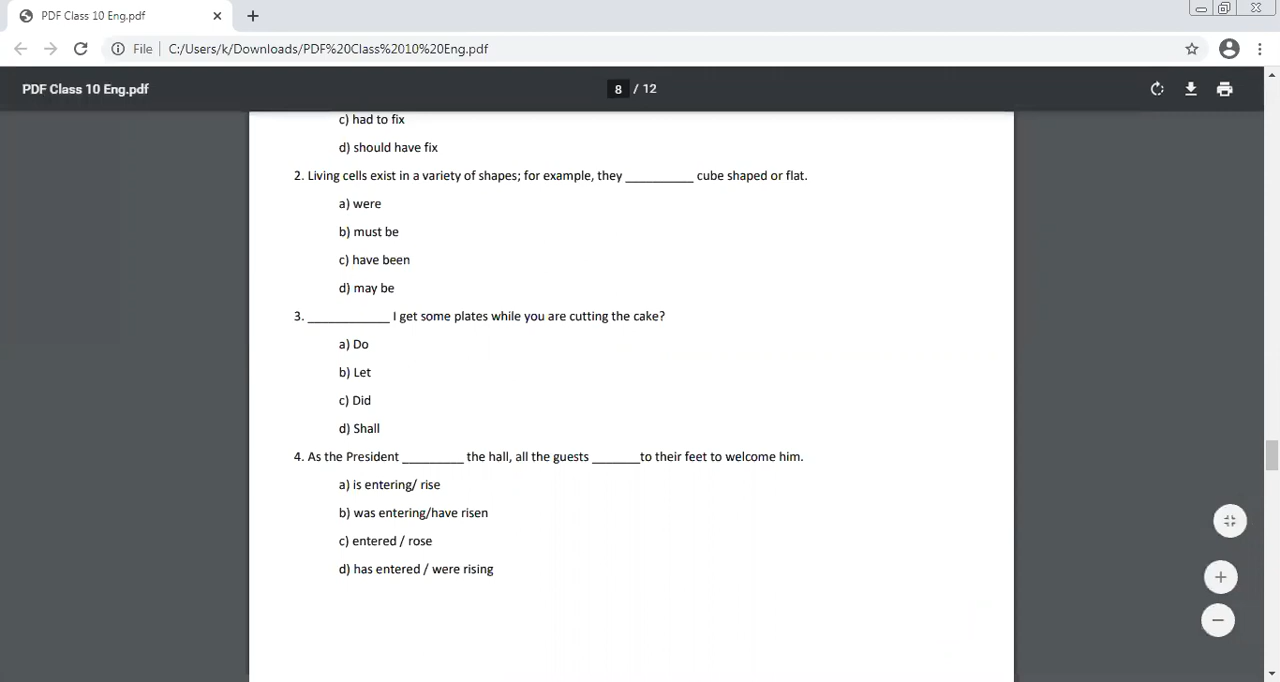 PDF Class 10 Eng.pdf
File
C:/Users/k/Downloads/PDF%20Class%2010%20Eng.pdf
PDF Class 10 Eng.pdf
8 / 12
c) had to fix
d) should have fix
2. Living cells exist in a variety of shapes; for example, they __________ cube shaped or flat.
a) were
b) must be
c) have been
d) may be
3. ____________ I get some plates while you are cutting the cake?
a) Do
b) Let
c) Did
d) Shall
4. As the President _________ the hall, all the guests _______to their feet to welcome him.
a) is entering/ rise
b) was entering/have risen
c) entered / rose
d) has entered / were rising